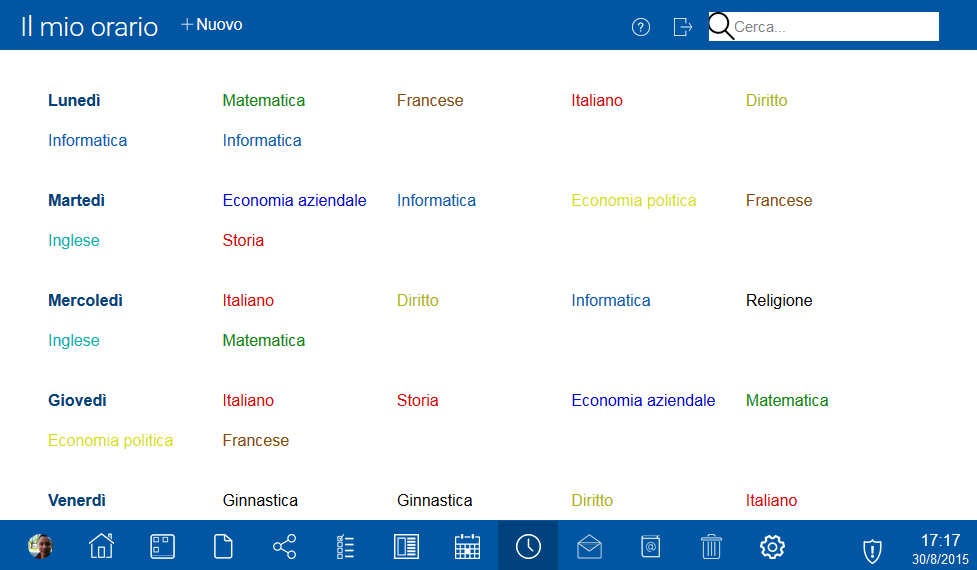 Il mio orario + Nuovo ? Cerca...
Lunedì Matematica Francese Italiano Diritto
Informatica Informatica
Martedì Economia aziendale Informatica Economia politica Francese
Inglese Storia
Mercoledì Italiano Diritto Informatica Religione
Inglese Matematica
Giovedì Italiano Storia Economia aziendale Matematica
Economia politica Francese
Venerdì Ginnastica Ginnastica Diritto Italiano
17:17
30/8/2015